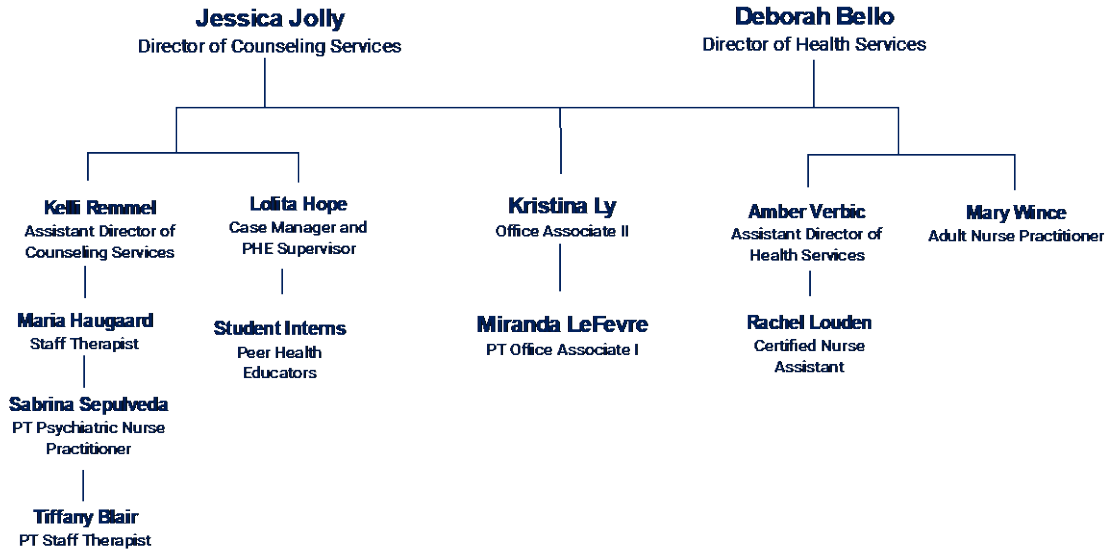 Jessica Jolly
Director of Counseling Services
Deborah Bello
Director of Health Services
Kelli Remmel
Assistant Director of
Counseling Services
Lolita Hope
Case Manager and
PHE Supervisor
Kristina Ly
Office Associate II
Amber Verbic
Assistant Director of
Health Services
Mary Wince
Adult Nurse Practitioner
Maria Haugaard
Staff Therapist
Student Interns
Peer Health
Educators
Miranda LeFevre
PT Office Associate I
Rachel Louden
Certified Nurse
Assistant
Sabrina Sepulveda
PT Psychiatric Nurse
Practitioner
Tiffany Blair
PT Staff Therapist